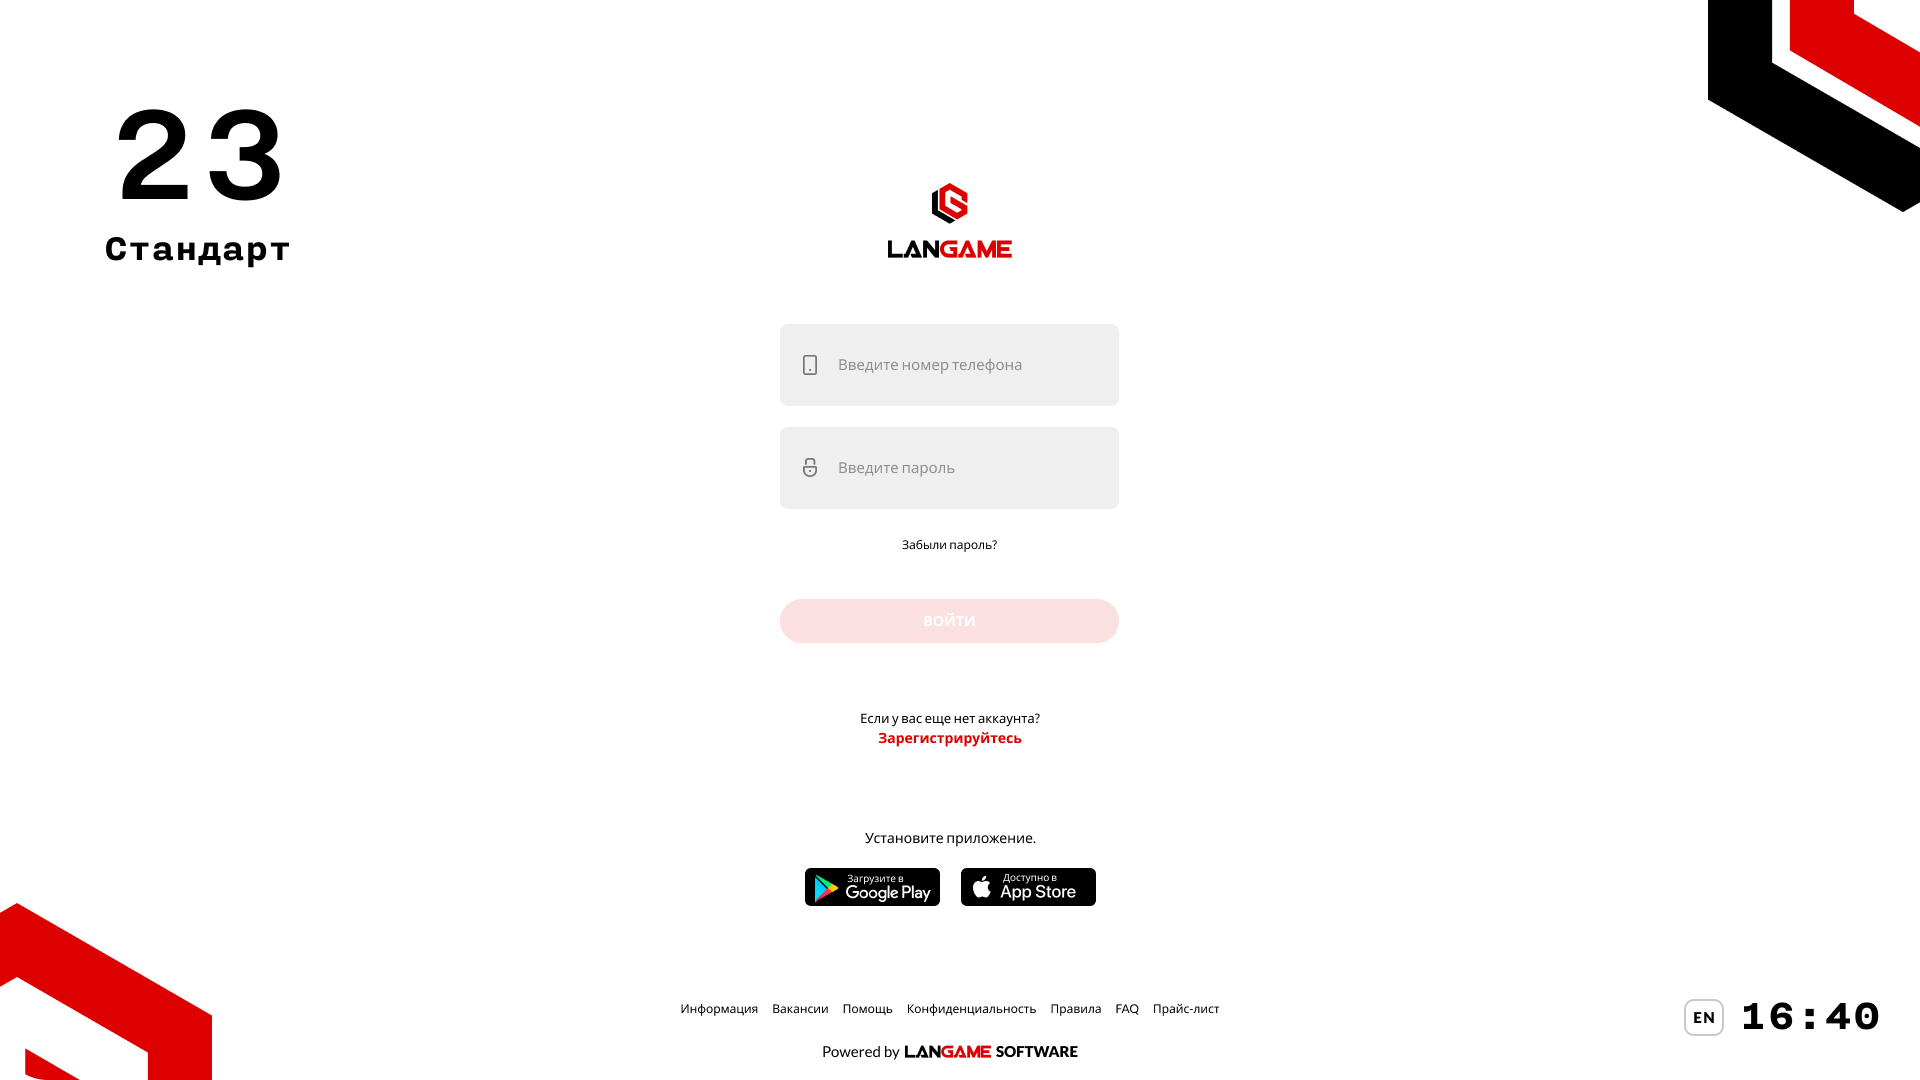 23
Стандарт
LANGAME
Введите номер телефона
Введите пароль
Забыли пароль?
ВОЙТИ
Если у вас еще нет аккаунта?
Зарегистрируйтесь
Установите приложение.
Загрузите в
Google Play
Доступно в
App Store
Информация Вакансии Помощь Конфиденциальность Правила FAQ Прайс-лист
Powered by LANGAME SOFTWARE
EN 16:40